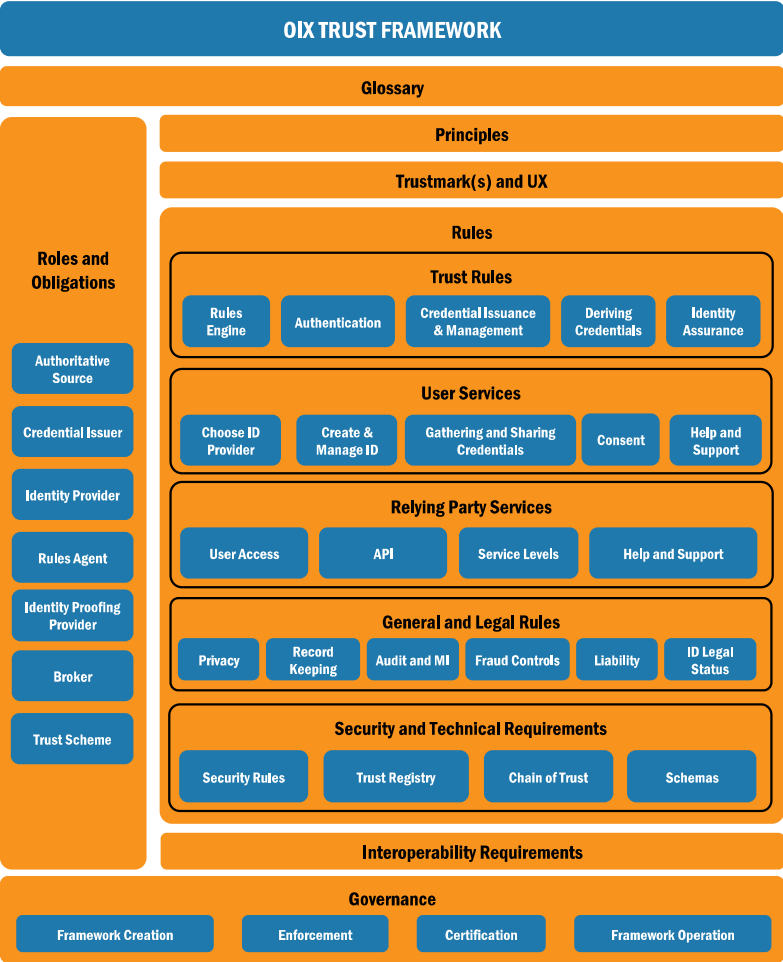 OIX TRUST FRAMEWORK
Glossary
Principles
Trustmark(s) and UX
Roles and
Obligations
Authoritative
Source
Credential Issuer
Identity Provider
Rules Agent
Identity Proofing
Provider
Broker
Trust Scheme
Rules
Trust Rules
Rules
Engine
Authentication
Credential Issuance
& Management
Deriving
Credentials
Identity
Assurance
User Services
Choose ID
Provider
Create &
Manage ID
Gathering and Sharing
Credentials
Consent
Help and
Support
Relying Party Services
User Access
API
Service Levels
Help and Support
General and Legal Rules
Privacy
Record
Keeping
Audit and MI
Fraud Controls
Liability
ID Legal
Status
Security and Technical Requirements
Security Rules
Trust Registry
Chain of Trust
Schemas
Interoperability Requirements
Governance
Framework Creation
Enforcement
Certification
Framework Operation